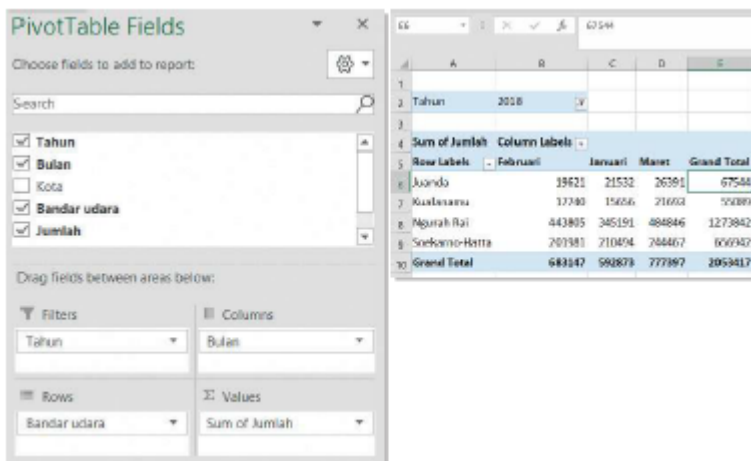 PivotTable Fields
Choose fields to add to report:
Search
Tahun
Bulan
Kota
Bandar udara
Jumlah
Drag fields between areas below:
Filters Columns
Tahun Bulan
Rows Σ Values
Bandar udara Sum of Jumlah
E6 fx 67544
A B C D E
1
2 Tahun 2018
3
4 Sum of Jumlah Column Labels
5 Row Labels Februari Januari Maret Grand Total
6 Juanda 19621 21532 26391 67544
7 Kualanamu 17740 15656 21693 55089
8 Ngurah Rai 443805 345191 484846 1273842
9 Soekarno-Hatta 201981 210494 244467 656942
10 Grand Total 683147 592873 777397 2053417